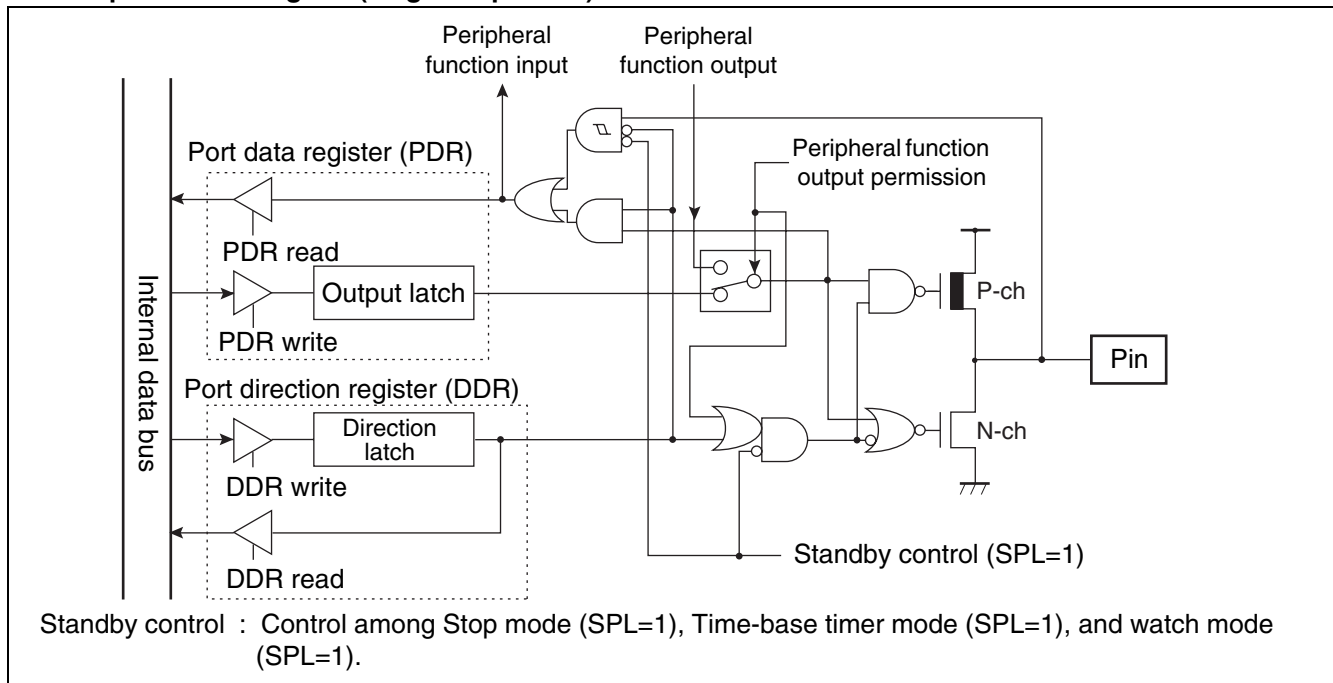 Peripheral
function input
Peripheral
function output
Port data register (PDR)
Peripheral function
output permission
PDR read
Output latch
PDR write
P-ch
Pin
Internal data bus
Port direction register (DDR)
Direction
latch
N-ch
DDR write
Standby control (SPL=1)
DDR read
Standby control : Control among Stop mode (SPL=1), Time-base timer mode (SPL=1), and watch mode
(SPL=1).